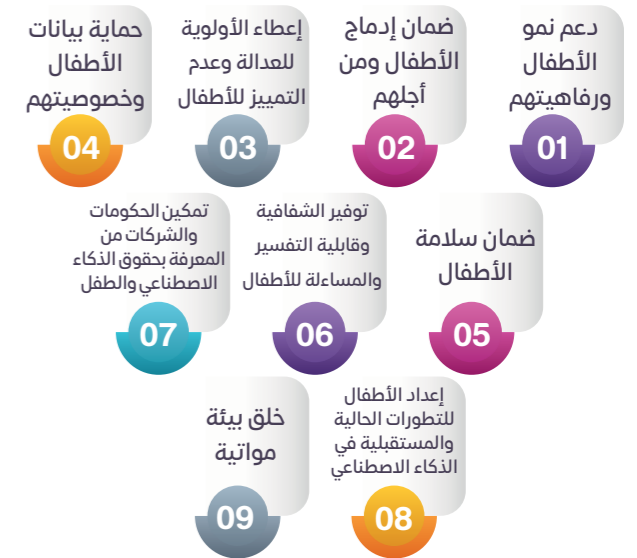 دعم نمو
الأطفال
ورفاهيتهم
01
ضمان إدماج
الأطفال ومن
أجلهم
02
إعطاء الأولوية
للعدالة وعدم
التمييز للأطفال
03
حماية بيانات
الأطفال
وخصوصيتهم
04
ضمان سلامة
الأطفال
05
توفير الشفافية
وقابلية التفسير
والمساءلة للأطفال
06
تمكين الحكومات
والشركات من
المعرفة بحقوق الذكاء
الاصطناعي والطفل
07
إعداد الأطفال
للتطورات الحالية
والمستقبلية في
الذكاء الاصطناعي
08
خلق بيئة
مواتية
09